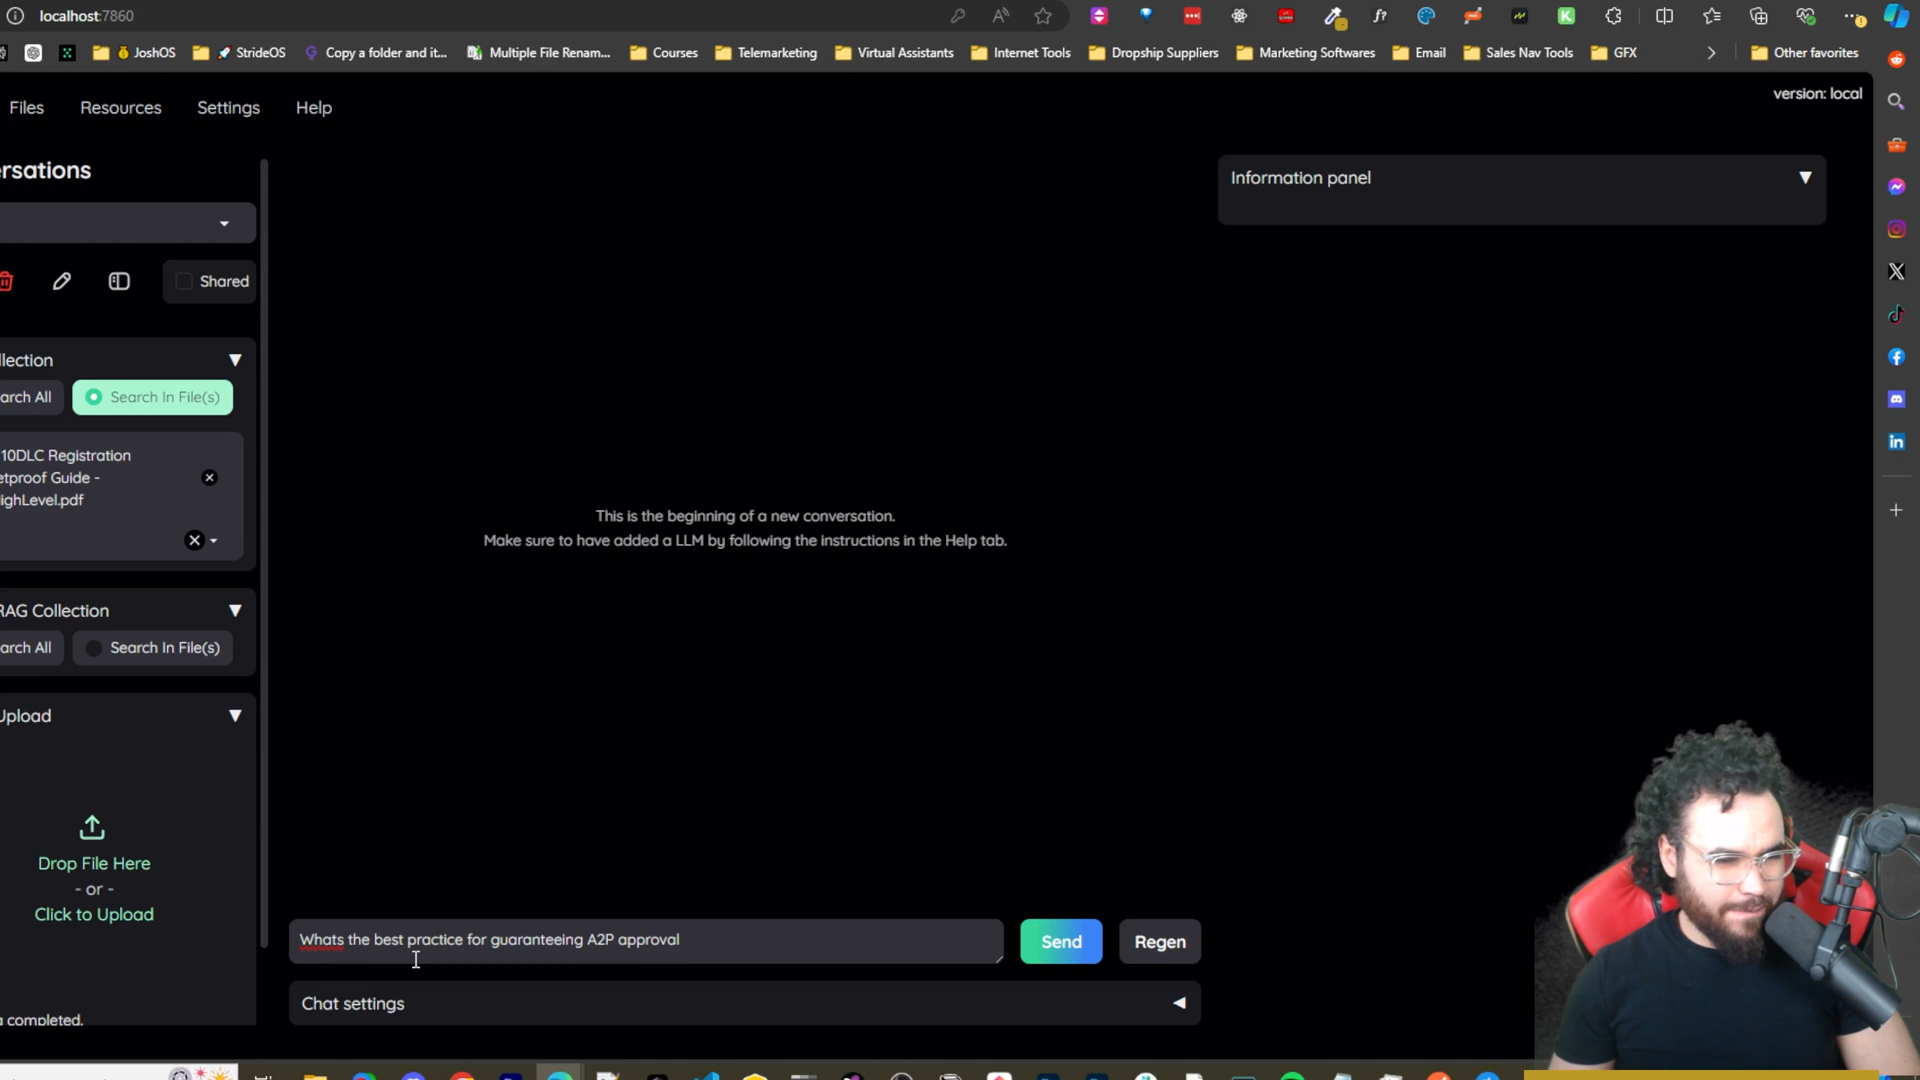 localhost:7860
JoshOS
StrideOS
Copy a folder and it...
Multiple File Renam...
Courses
Telemarketing
Virtual Assistants
Internet Tools
Dropship Suppliers
Marketing Softwares
Email
Sales Nav Tools
GFX
Other favorites
Files
Resources
Settings
Help
version: local
ersations
Shared
llection
arch All
Search In File(s)
10DLC Registration
etproof Guide -
ighLevel.pdf
RAG Collection
arch All
Search In File(s)
Upload
Drop File Here
- or -
Click to Upload
g completed.
Information panel
This is the beginning of a new conversation.
Make sure to have added a LLM by following the instructions in the Help tab.
Whats the best practice for guaranteeing A2P approval
Send
Regen
Chat settings